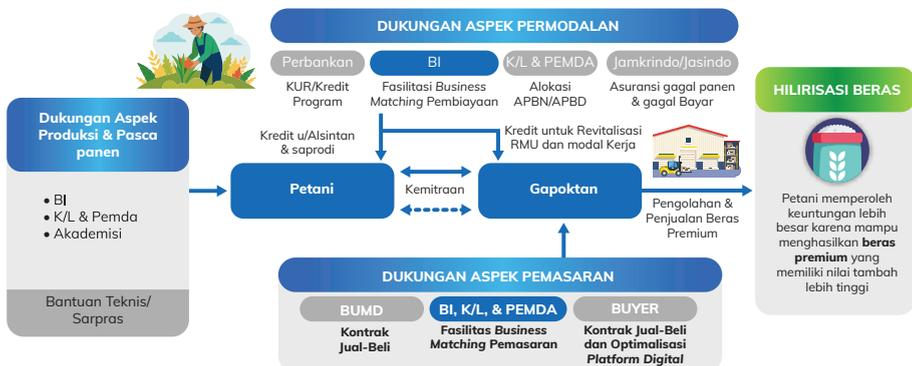 DUKUNGAN ASPEK PERMODALAN
Perbankan
KUR/Kredit
Program
BI
Fasilitasi Business
Matching Pembiayaan
K/L & PEMDA
Alokasi
APBN/APBD
Jamkrindo/Jasindo
Asuransi gagal panen
& gagal Bayar
Dukungan Aspek
Produksi & Pasca
panen
• BI
• K/L & Pemda
• Akademisi
Bantuan Teknis/
Sarpras
Kredit u/Alsintan
& saprodi
Kredit untuk Revitalisasi
RMU dan modal Kerja
Petani
Kemitraan
Gapoktan
Pengolahan &
Penjualan Beras
Premium
HILIRISASI BERAS
Petani memperoleh
keuntungan lebih
besar karena mampu
menghasilkan beras
premium yang
memiliki nilai tambah
lebih tinggi
DUKUNGAN ASPEK PEMASARAN
BUMD
Kontrak
Jual-Beli
BI, K/L, & PEMDA
Fasilitas Business
Matching Pemasaran
BUYER
Kontrak Jual-Beli
dan Optimalisasi
Platform Digital